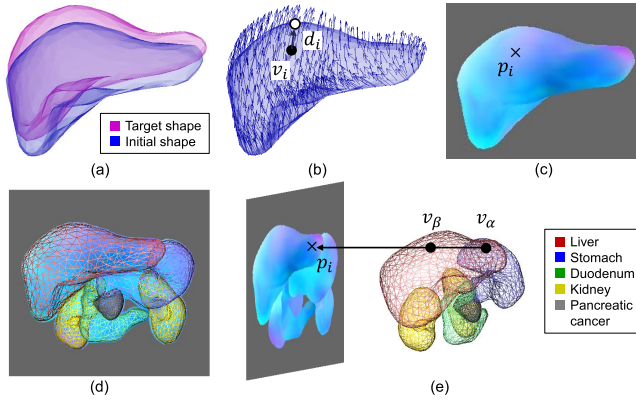 Target shape
Initial shape
(a)
d_i
v_i
(b)
p_i
(c)
(d)
v_β
v_α
p_i
(e)
Liver
Stomach
Duodenum
Kidney
Pancreatic
cancer